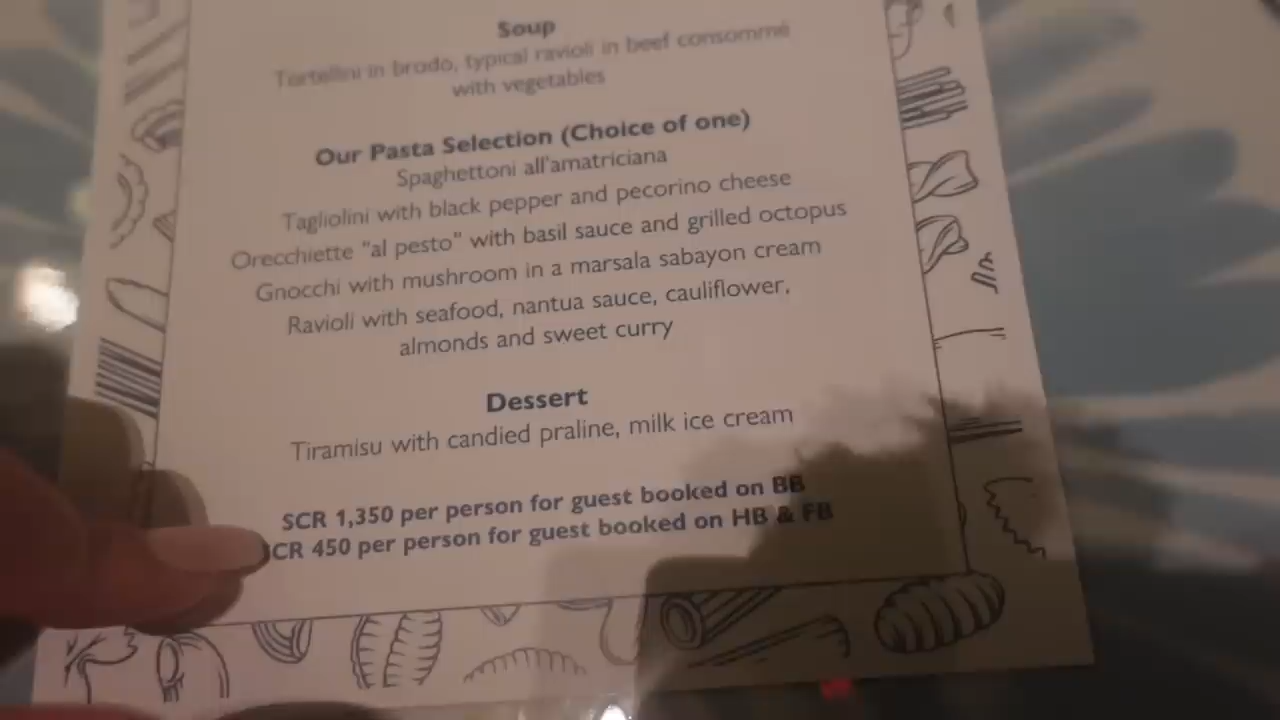 Soup
Tortellini in brodo, typical ravioli in beef consommé
with vegetables
Our Pasta Selection (Choice of one)
Spaghettoni all'amatriciana
Tagliolini with black pepper and pecorino cheese
Orecchiette "al pesto" with basil sauce and grilled octopus
Gnocchi with mushroom in a marsala sabayon cream
Ravioli with seafood, nantua sauce, cauliflower,
almonds and sweet curry
Dessert
Tiramisu with candied praline, milk ice cream
SCR 1,350 per person for guest booked on BB
SCR 450 per person for guest booked on HB & FB